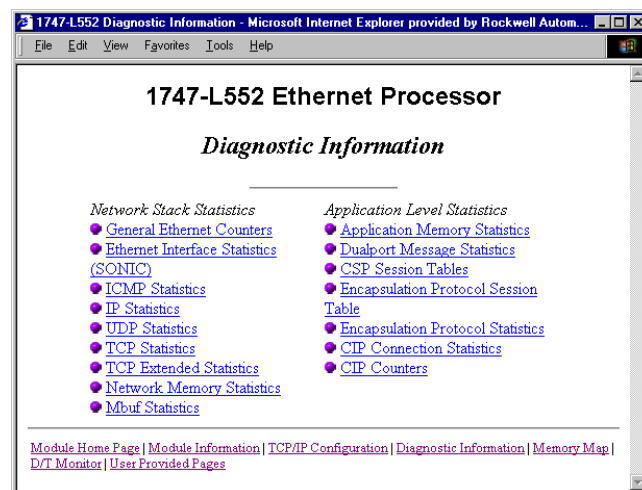 1747-L552 Diagnostic Information - Microsoft Internet Explorer provided by Rockwell Autom...
File Edit View Favorites Tools Help
1747-L552 Ethernet Processor
Diagnostic Information
Network Stack Statistics
General Ethernet Counters
Ethernet Interface Statistics
(SONIC)
ICMP Statistics
IP Statistics
UDP Statistics
TCP Statistics
TCP Extended Statistics
Network Memory Statistics
Mbuf Statistics
Application Level Statistics
Application Memory Statistics
Dualport Message Statistics
CSP Session Tables
Encapsulation Protocol Session
Table
Encapsulation Protocol Statistics
CIP Connection Statistics
CIP Counters
Module Home Page | Module Information | TCP/IP Configuration | Diagnostic Information | Memory Map |
D/T Monitor | User Provided Pages